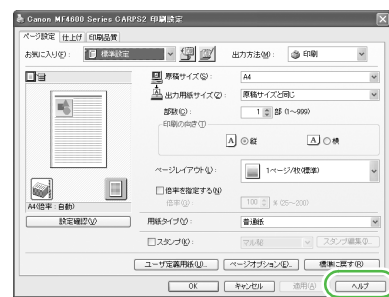 Canon MF4600 Series CARPS2 印刷設定
ページ設定 仕上げ 印刷品質
お気に入り(F): 標準設定 出力方法(M): 印刷
原稿サイズ(S): A4
出力用紙サイズ(Z): 原稿サイズと同じ
部数(C): 1 部 (1～999)
印刷の向き(T)
A 縦 A 横
ページレイアウト(L): 1ページ/枚(標準)
倍率を指定する(N)
倍率(G): 100 % (25～200)
A4(倍率:自動)
設定確認(V) 用紙タイプ(Y): 普通紙
スタンプ(K): マル秘 スタンプ編集(D)...
ユーザ定義用紙(U)... ページオプション(E)... 標準に戻す(R)
OK キャンセル 適用(A) ヘルプ